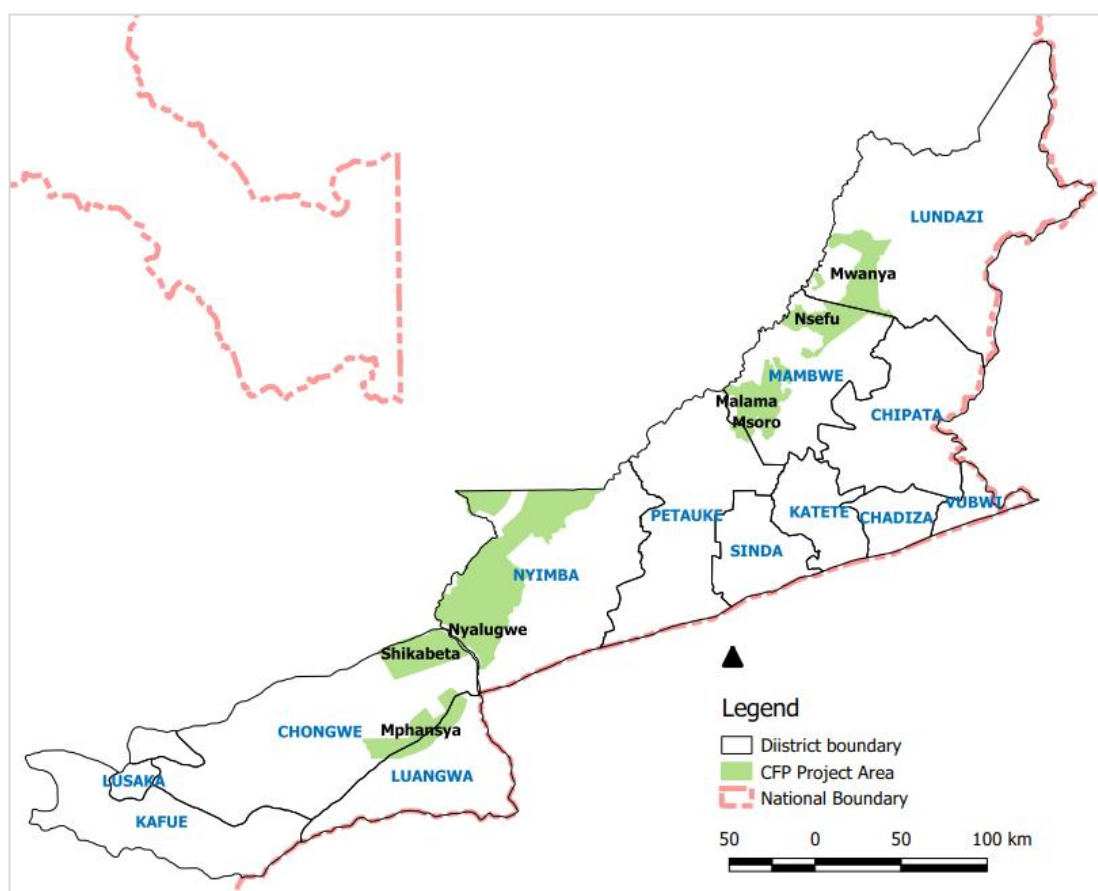 LUNDAZI
Mwanya
Nsefu
MAMBWE
Malama
Msoro
CHIPATA
PETAUKE
KATETE
CHADIZA
VUBWI
SINDA
NYIMBA
Nyalugwe
Shikabeta
CHONGWE
Mphansya
LUSAKA
LUANGWA
KAFUE
Legend
Diistrict boundary
CFP Project Area
National Boundary
50 0 50 100 km